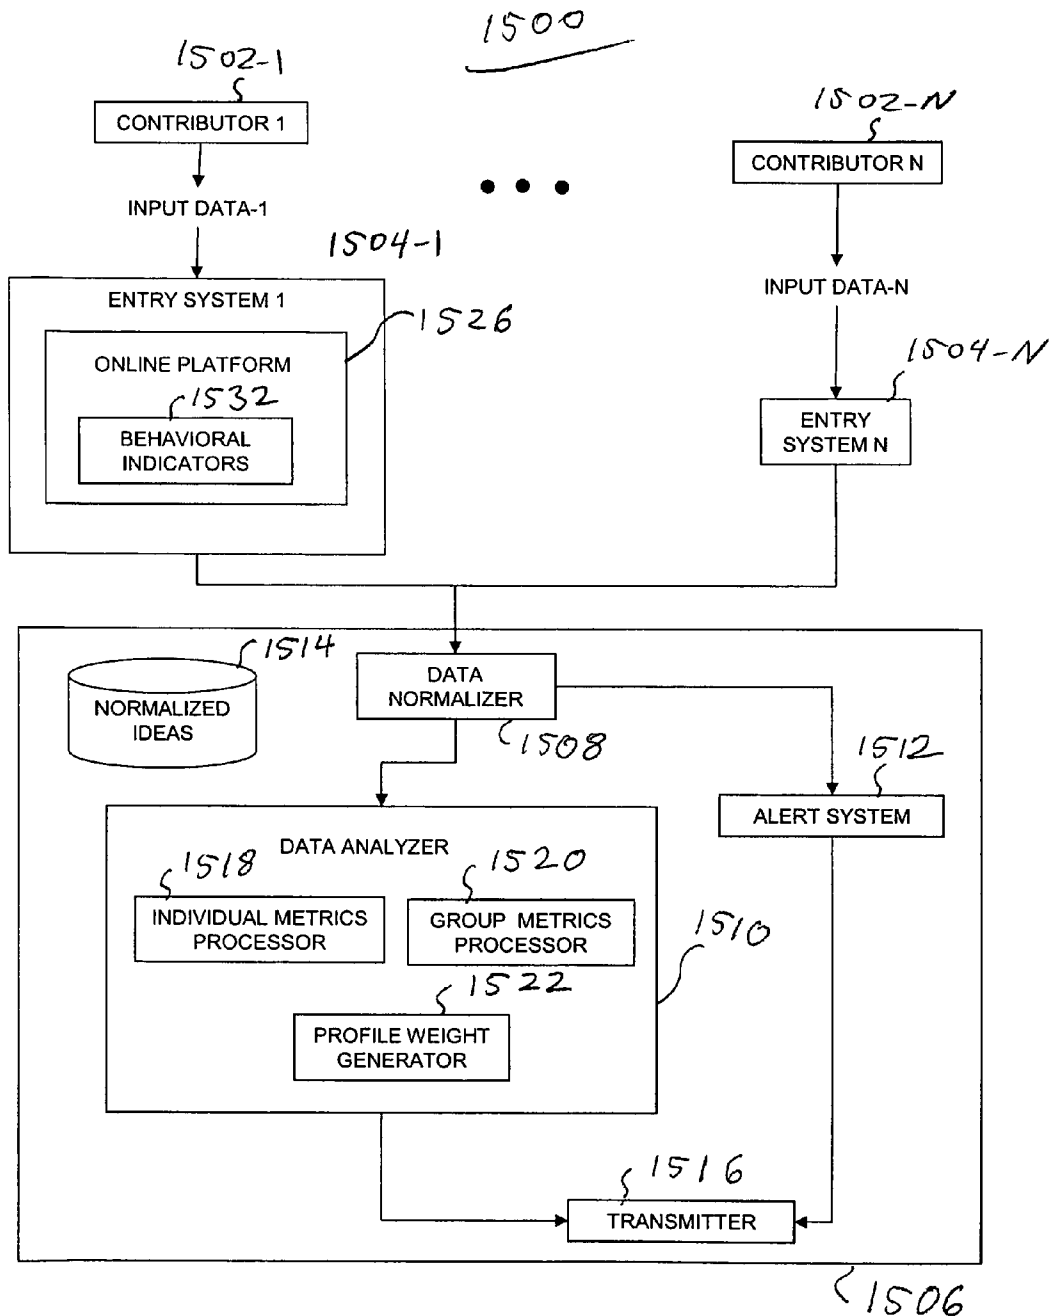 1500
1502-1
CONTRIBUTOR 1
1502-N
CONTRIBUTOR N
INPUT DATA-1
1504-1
ENTRY SYSTEM 1
1526
ONLINE PLATFORM
1532
BEHAVIORAL
INDICATORS
INPUT DATA-N
1504-N
ENTRY
SYSTEM N
1514
NORMALIZED
IDEAS
DATA
NORMALIZER
1508
1512
ALERT SYSTEM
DATA ANALYZER
1518
INDIVIDUAL METRICS
PROCESSOR
1520
GROUP METRICS
PROCESSOR
1510
1522
PROFILE WEIGHT
GENERATOR
1516
TRANSMITTER
1506